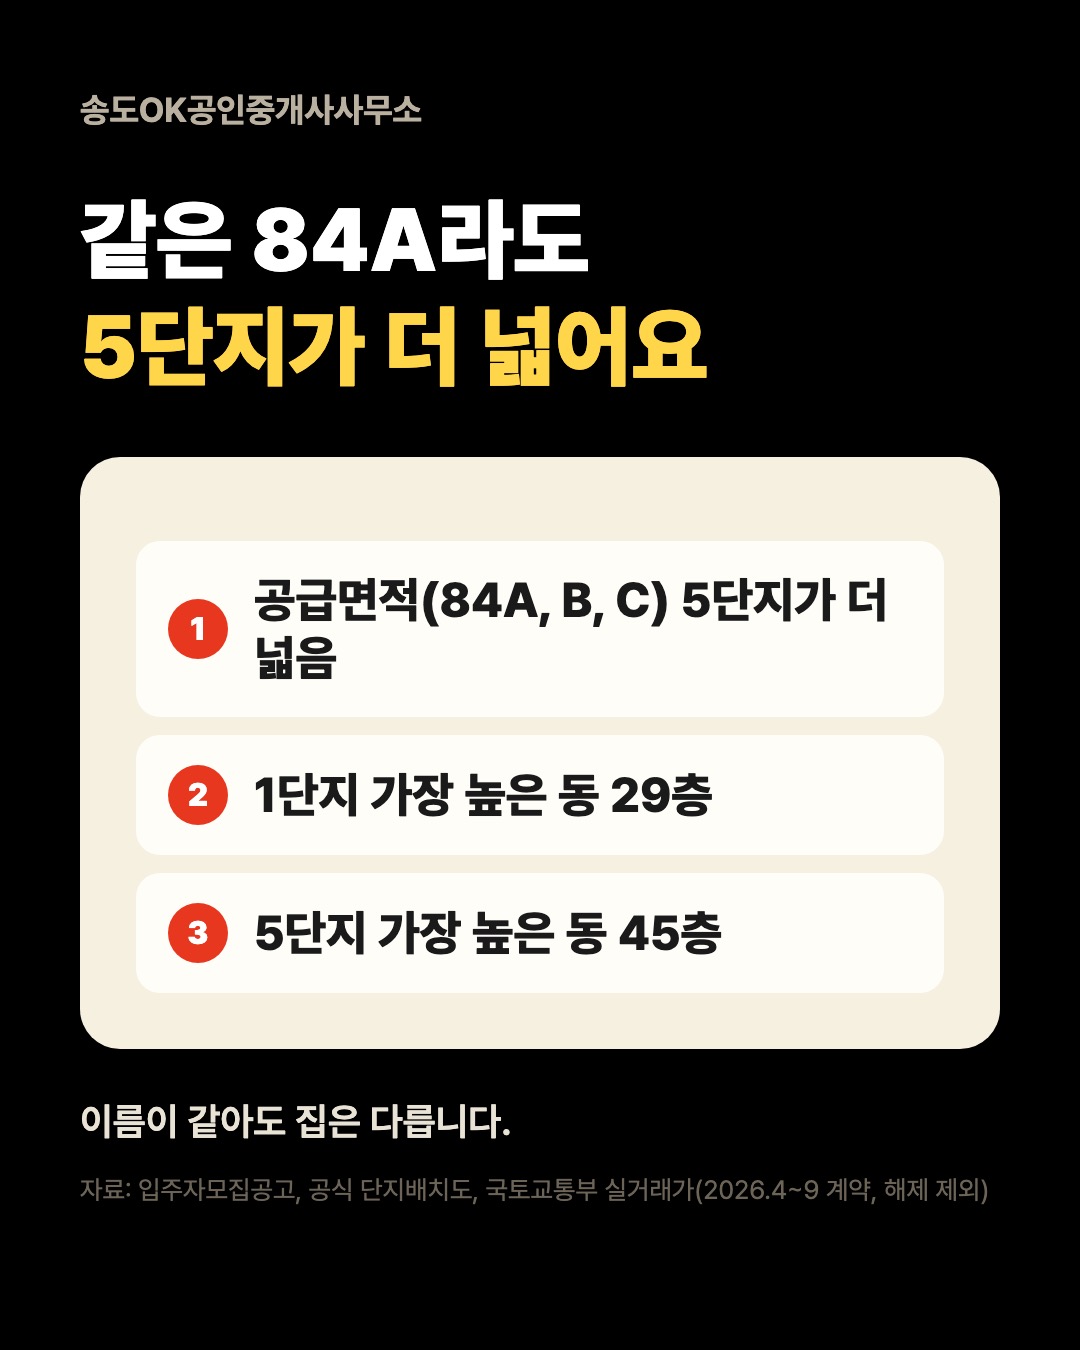 송도OK공인중개사사무소
같은 84A라도
5단지가 더 넓어요
1
공급면적(84A, B, C) 5단지가 더
넓음
2
1단지 가장 높은 동 29층
3
5단지 가장 높은 동 45층
이름이 같아도 집은 다릅니다.
자료: 입주자모집공고, 공식 단지배치도, 국토교통부 실거래가(2026.4~9 계약, 해제 제외)